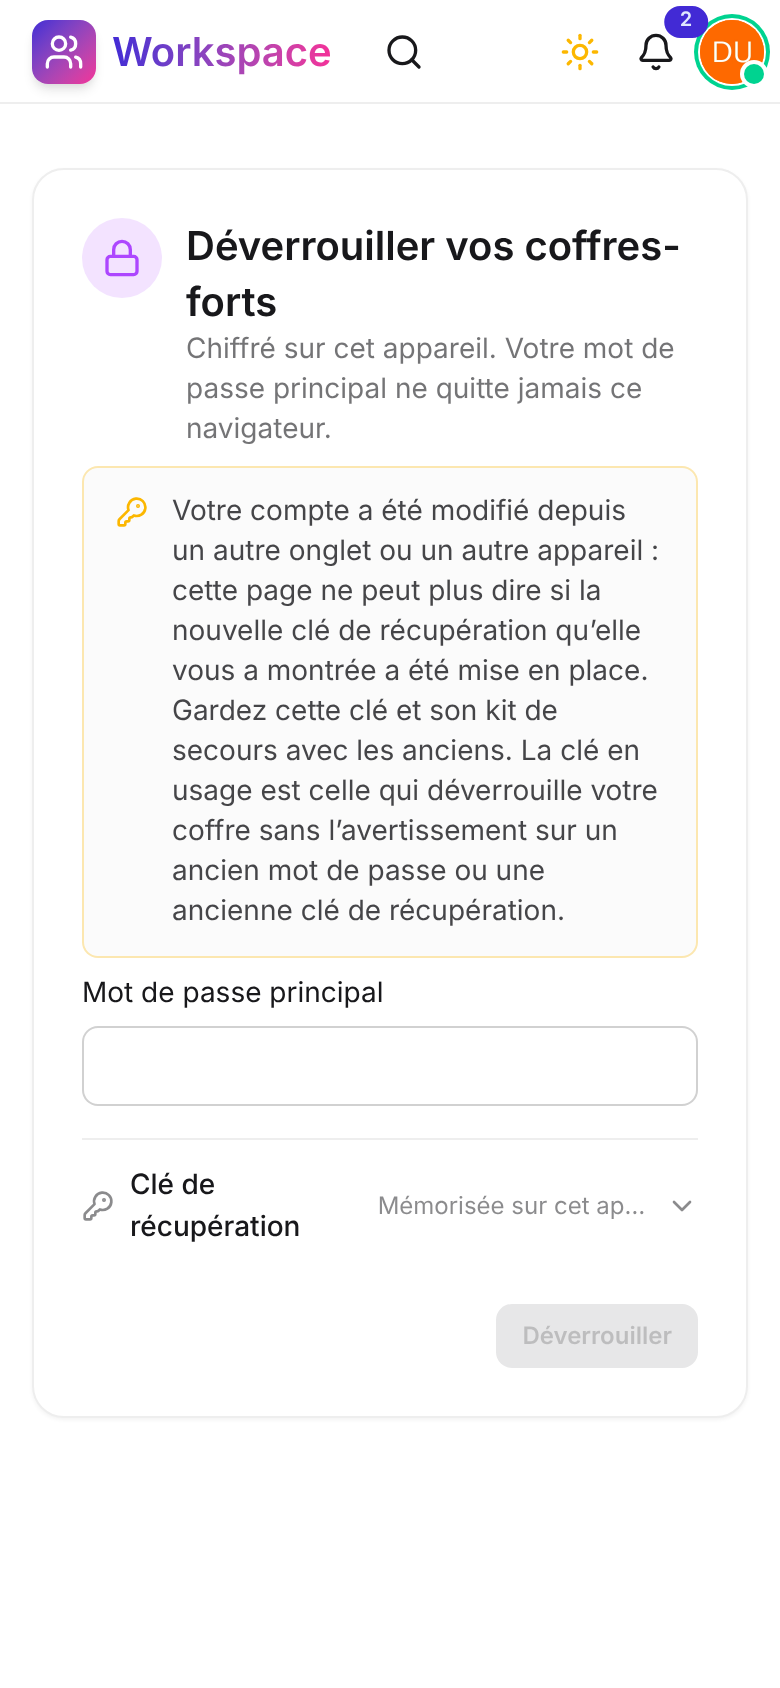 Workspace
2
DU
Déverrouiller vos coffres-
forts
Chiffré sur cet appareil. Votre mot de
passe principal ne quitte jamais ce
navigateur.
Votre compte a été modifié depuis
un autre onglet ou un autre appareil :
cette page ne peut plus dire si la
nouvelle clé de récupération qu’elle
vous a montrée a été mise en place.
Gardez cette clé et son kit de
secours avec les anciens. La clé en
usage est celle qui déverrouille votre
coffre sans l’avertissement sur un
ancien mot de passe ou une
ancienne clé de récupération.
Mot de passe principal
Clé de
récupération
Mémorisée sur cet ap...
Déverrouiller